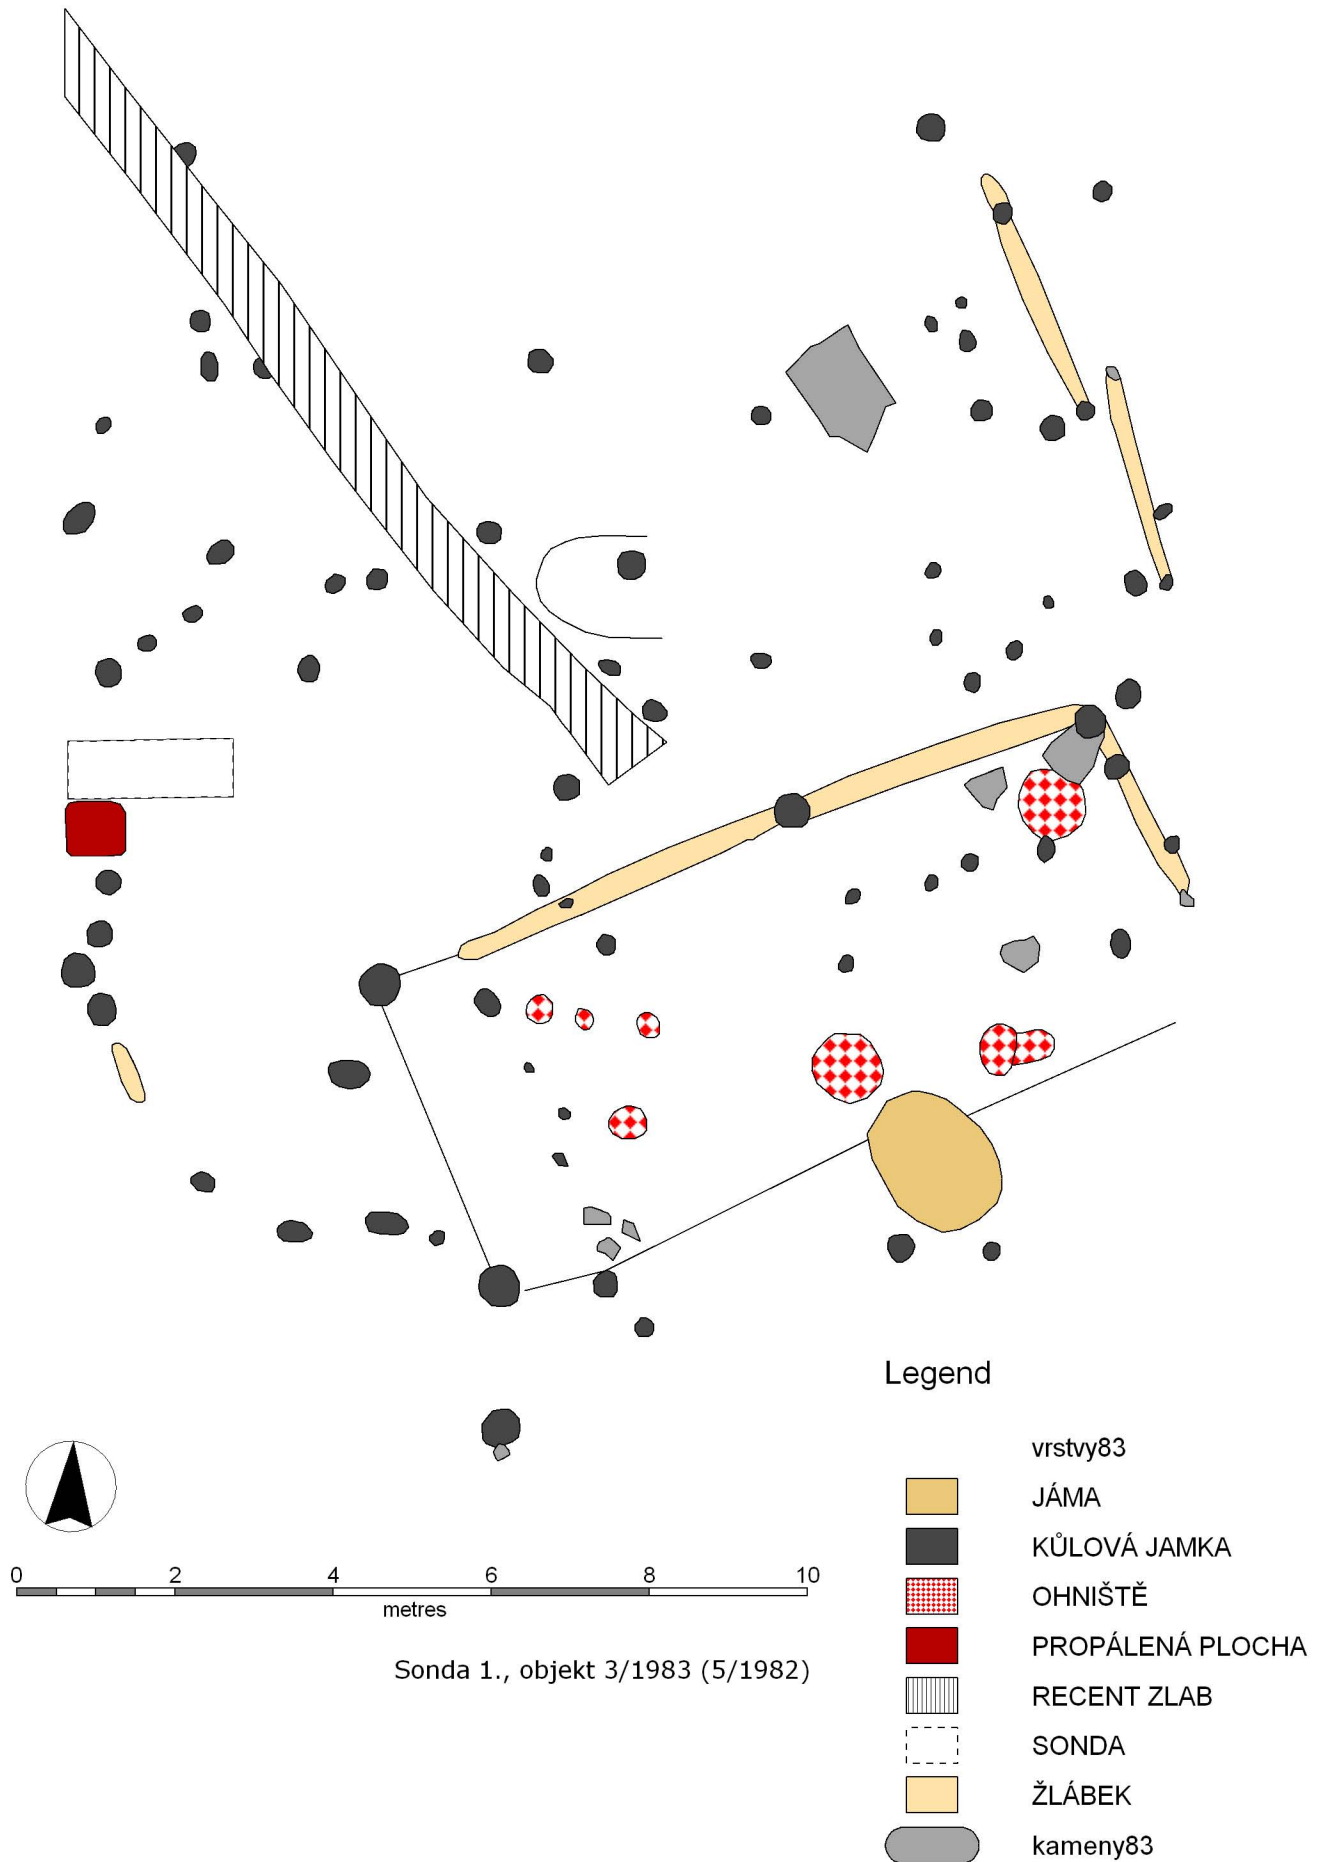 Legend
vrstvy83
JÁMA
KŮLOVÁ JAMKA
OHNIŠTĚ
PROPÁLENÁ PLOCHA
RECENT ZLAB
SONDA
ŽLÁBEK
kameny83
0 2 4 6 8 10
metres
Sonda 1., objekt 3/1983 (5/1982)